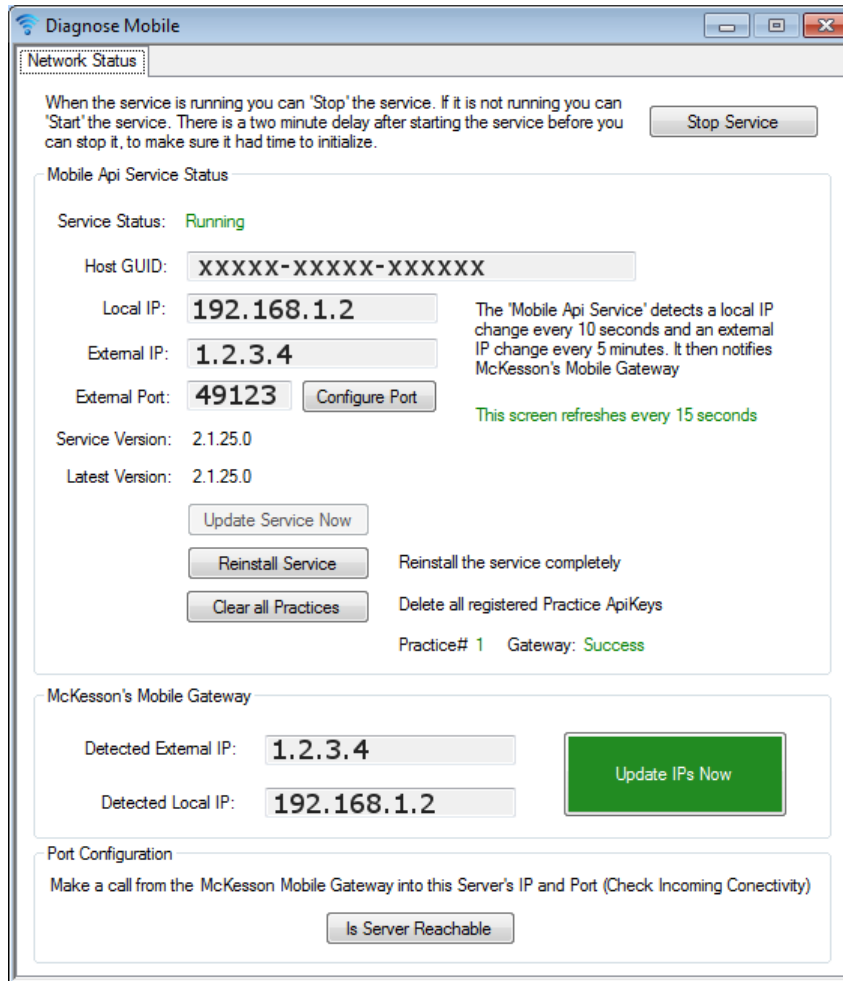 Diagnose Mobile
Network Status
When the service is running you can 'Stop' the service. If it is not running you can
'Start' the service. There is a two minute delay after starting the service before you
can stop it, to make sure it had time to initialize.
Stop Service
Mobile Api Service Status
Service Status: Running
Host GUID: xxxxx-xxxxx-xxxxxx
Local IP: 192.168.1.2
The 'Mobile Api Service' detects a local IP
change every 10 seconds and an external
IP change every 5 minutes. It then notifies
McKesson's Mobile Gateway
External IP: 1.2.3.4
External Port: 49123 Configure Port
This screen refreshes every 15 seconds
Service Version: 2.1.25.0
Latest Version: 2.1.25.0
Update Service Now
Reinstall Service Reinstall the service completely
Clear all Practices Delete all registered Practice ApiKeys
Practice# 1 Gateway: Success
McKesson's Mobile Gateway
Detected External IP: 1.2.3.4
Update IPs Now
Detected Local IP: 192.168.1.2
Port Configuration
Make a call from the McKesson Mobile Gateway into this Server's IP and Port (Check Incoming Conectivity)
Is Server Reachable